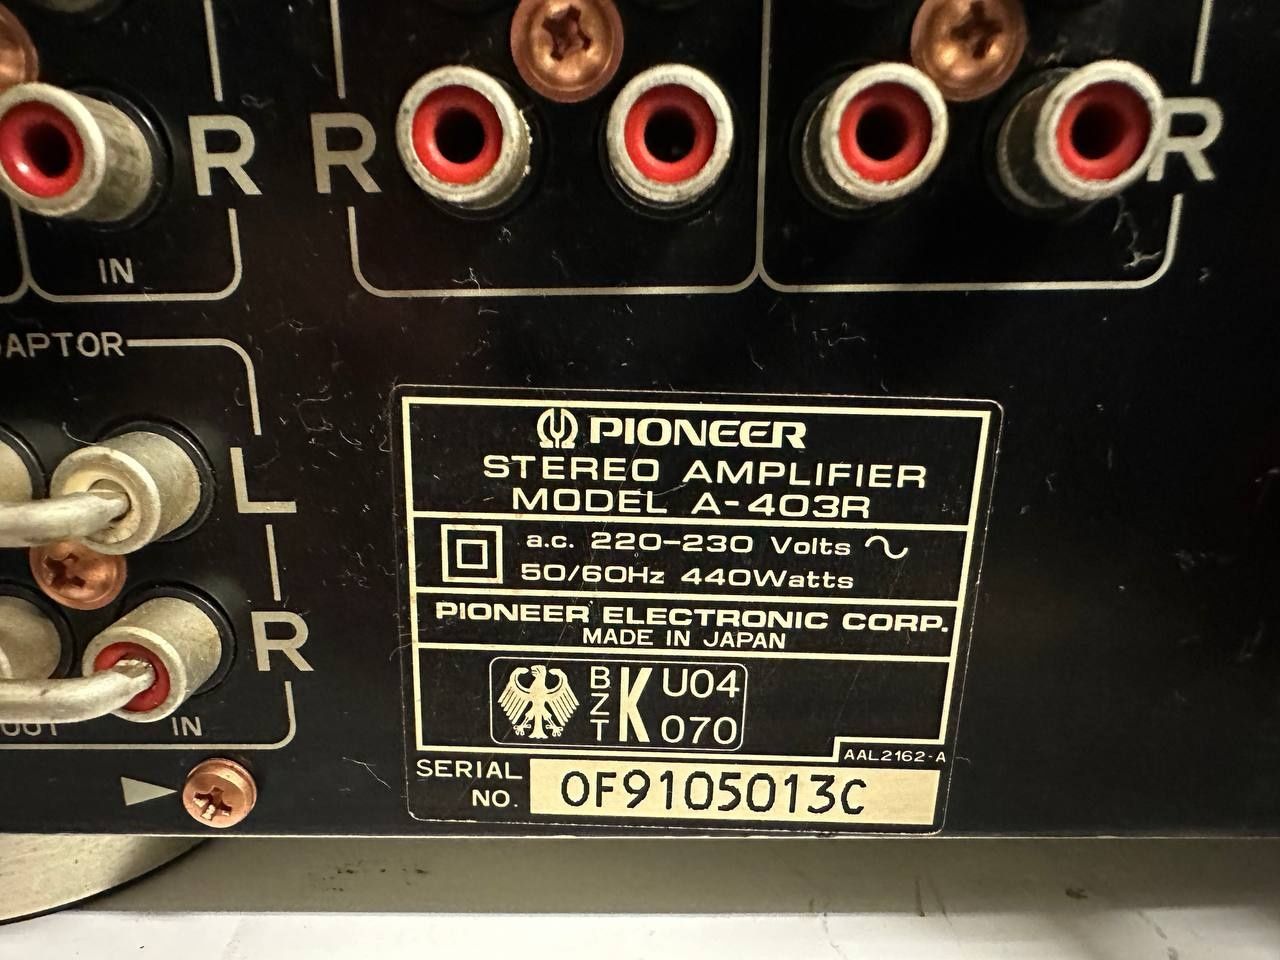 R
R
R
IN
APTOR
L
R
IN
PIONEER
STEREO AMPLIFIER
MODEL A-403R
a.c. 220-230 Volts
50/60Hz 440Watts
PIONEER ELECTRONIC CORP.
MADE IN JAPAN
BZT K U04
070
AAL2162-A
SERIAL
NO. 0F9105013C